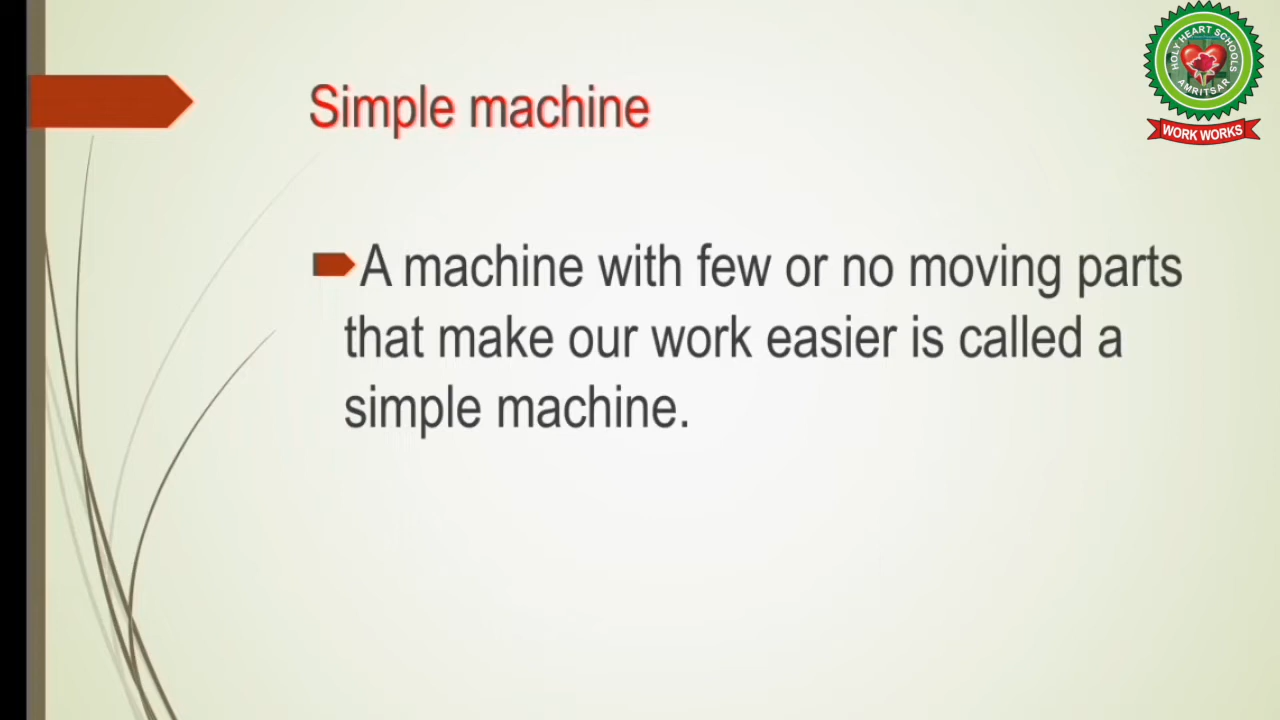 HOLY HEART SCHOOLS
AMRITSAR
WORK WORKS
Simple machine
A machine with few or no moving parts
that make our work easier is called a
simple machine.